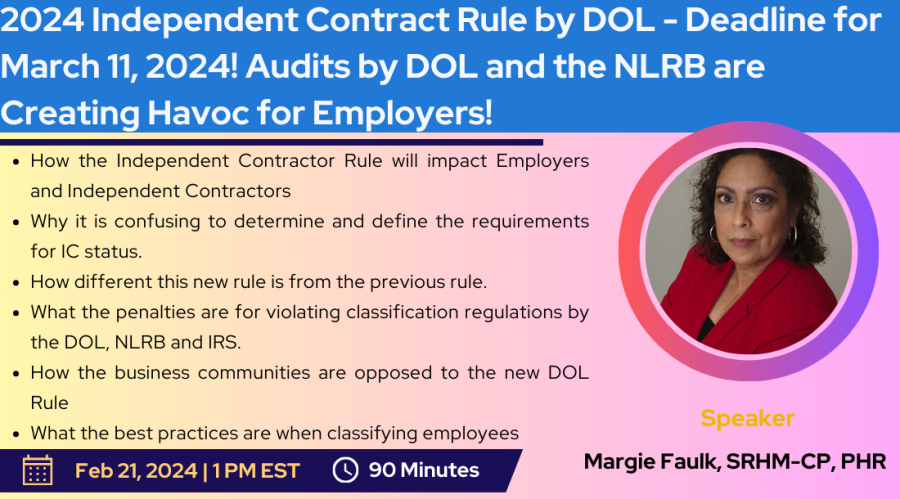 2024 Independent Contract Rule by DOL - Deadline for
March 11, 2024! Audits by DOL and the NLRB are
Creating Havoc for Employers!
• How the Independent Contractor Rule will impact Employers
and Independent Contractors
• Why it is confusing to determine and define the requirements
for IC status.
• How different this new rule is from the previous rule.
• What the penalties are for violating classification regulations by
the DOL, NLRB and IRS.
• How the business communities are opposed to the new DOL
Rule
• What the best practices are when classifying employees
Feb 21, 2024 | 1 PM EST
90 Minutes
Speaker
Margie Faulk, SRHM-CP, PHR